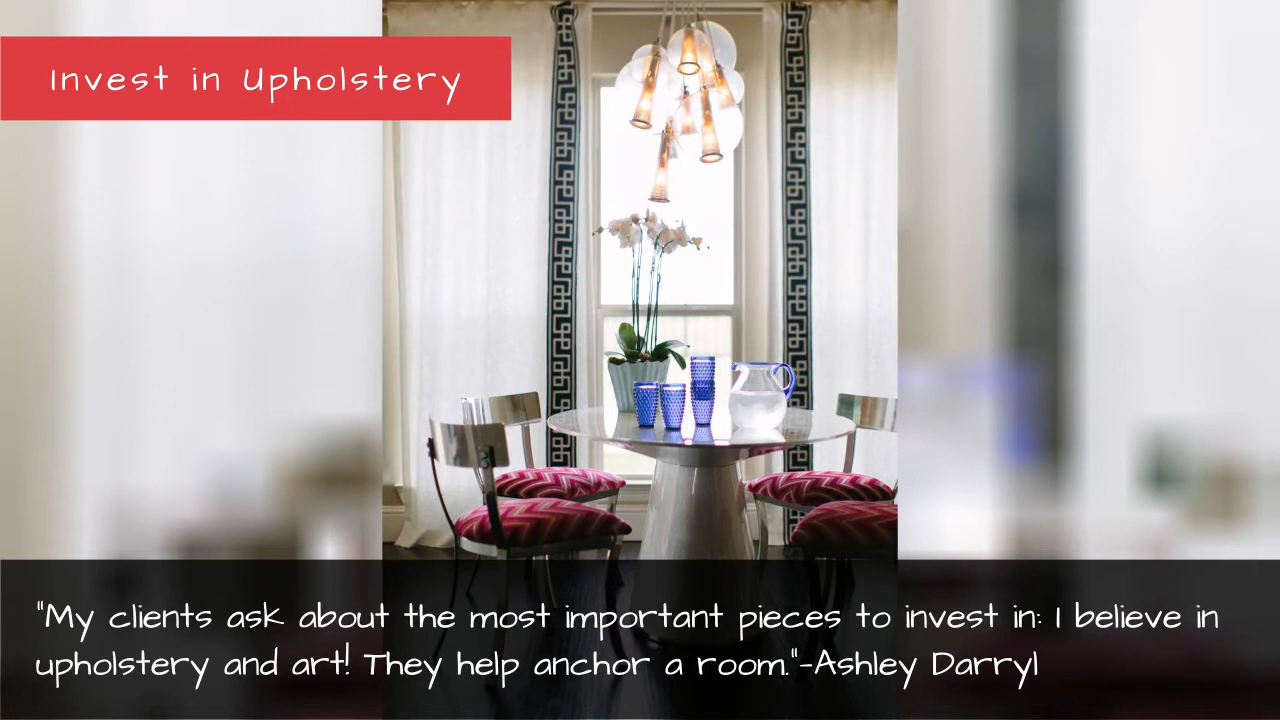 Invest in Upholstery
"My clients ask about the most important pieces to invest in: I believe in
upholstery and art! They help anchor a room."-Ashley Darryl